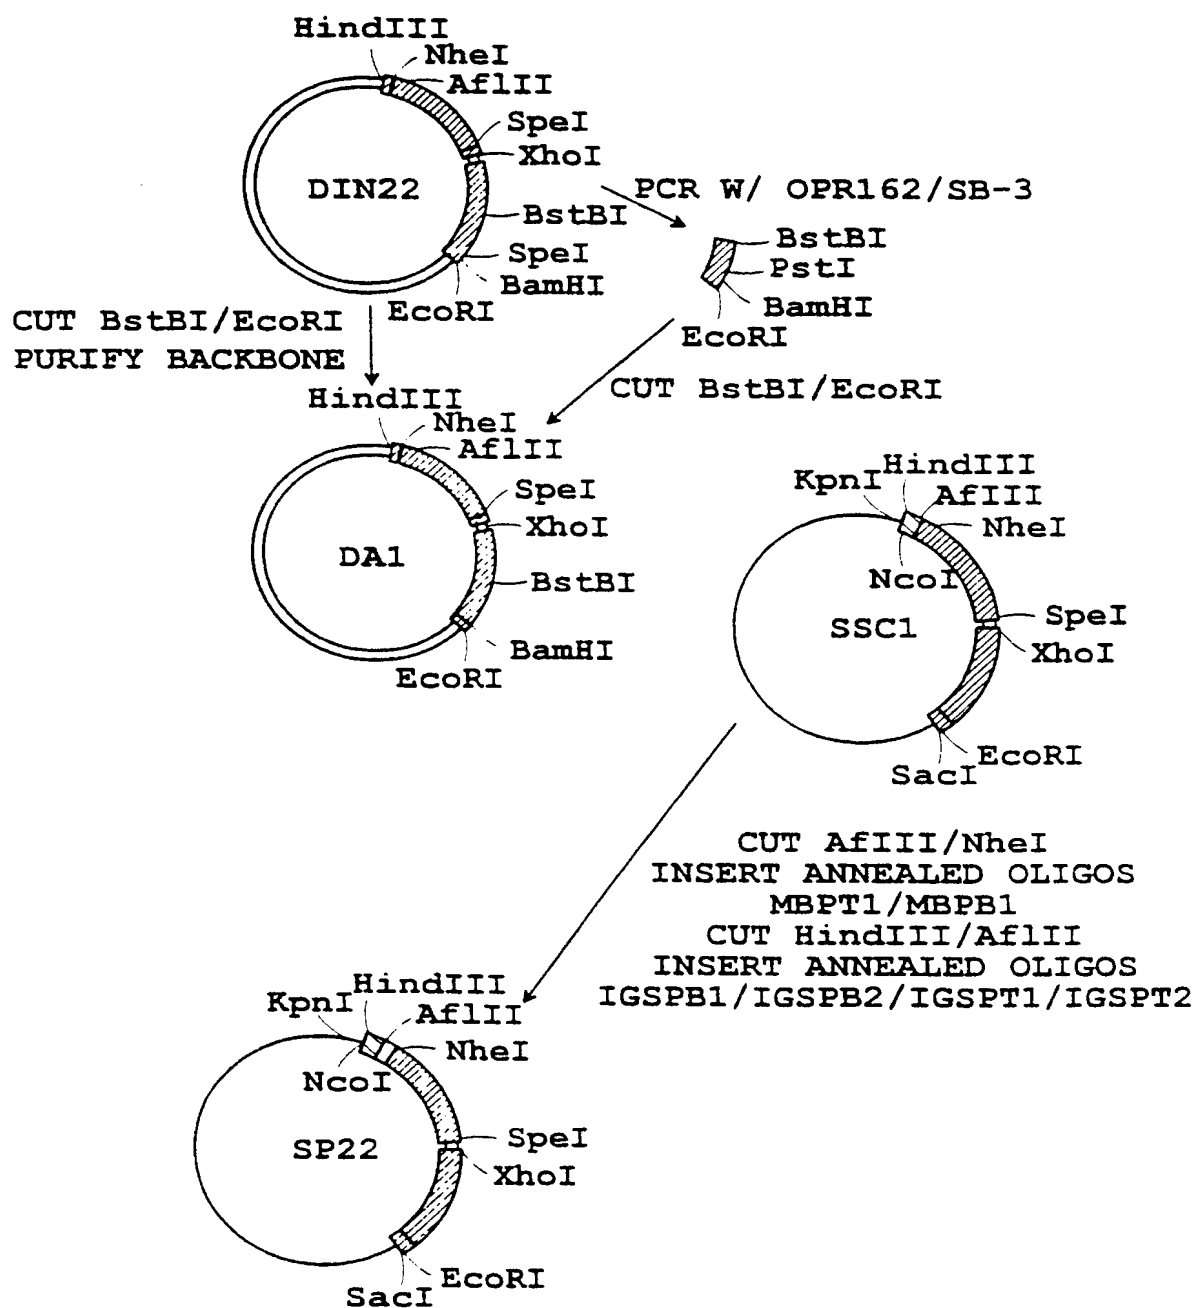 HindIII
NheI
AflII
SpeI
XhoI
DIN22
PCR W/ OPR162/SB-3
BstBI
SpeI
BamHI
EcoRI
BstBI
PstI
BamHI
EcoRI
CUT BstBI/EcoRI
PURIFY BACKBONE
CUT BstBI/EcoRI
HindIII
NheI
AflII
SpeI
XhoI
DA1
BstBI
BamHI
EcoRI
KpnI
HindIII
AfIII
NheI
NcoI
SSC1
SpeI
XhoI
EcoRI
SacI
CUT AfIII/NheI
INSERT ANNEALED OLIGOS
MBPT1/MBPB1
CUT HindIII/AflII
INSERT ANNEALED OLIGOS
IGSPB1/IGSPB2/IGSPT1/IGSPT2
KpnI
HindIII
AflII
NheI
NcoI
SP22
SpeI
XhoI
EcoRI
SacI